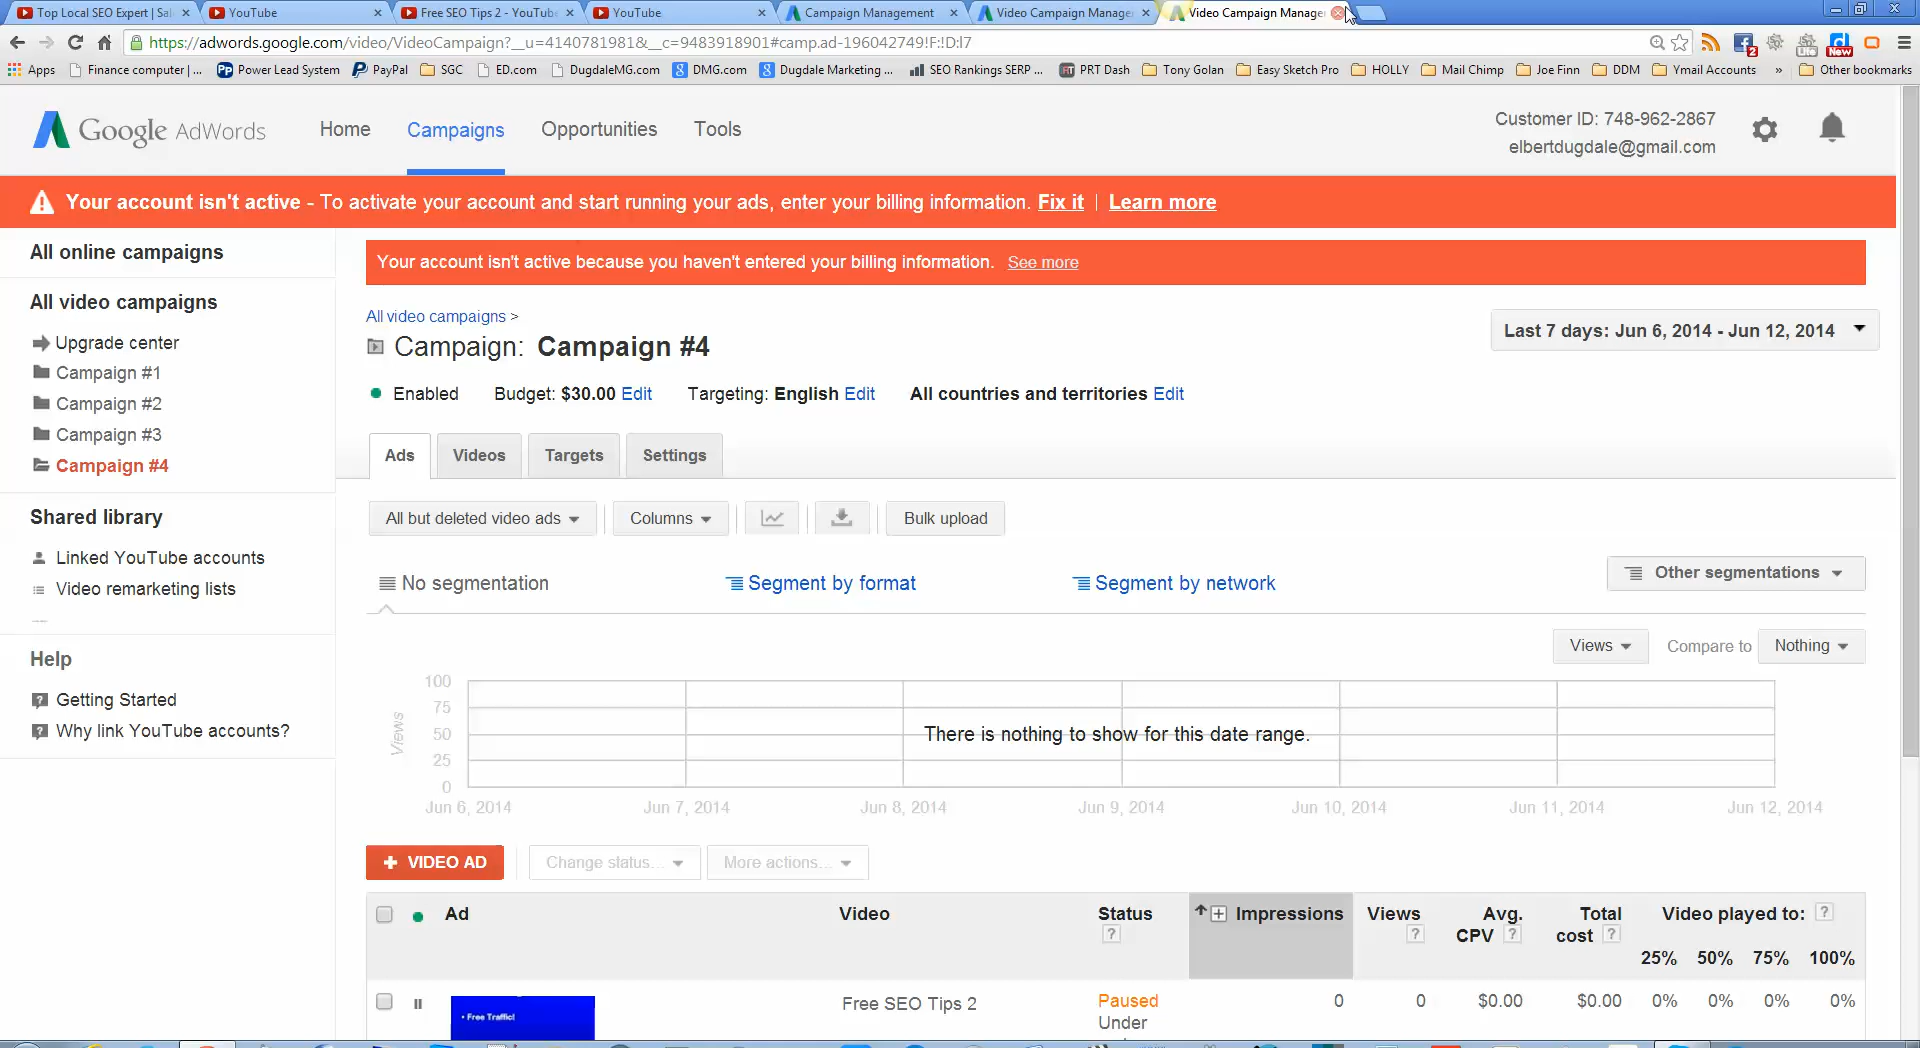 Top Local SEO Expert | Sal
YouTube
Free SEO Tips 2 - YouTub
YouTube
Campaign Management
Video Campaign Manage
Video Campaign Manage
https://adwords.google.com/video/VideoCampaign?__u=4140781981&__c=9483918901#camp.ad-196042749!F:!D:l7
2
New
Apps
Finance computer | ...
Power Lead System
PayPal
SGC
ED.com
DugdaleMG.com
DMG.com
Dugdale Marketing ...
SEO Rankings SERP ...
PRT Dash
Tony Golan
Easy Sketch Pro
HOLLY
Mail Chimp
Joe Finn
DDM
Ymail Accounts
»
Other bookmarks
Google AdWords
Home
Campaigns
Opportunities
Tools
Customer ID: 748-962-2867
elbertdugdale@gmail.com
Your account isn't active - To activate your account and start running your ads, enter your billing information. Fix it | Learn more
All online campaigns
All video campaigns
Upgrade center
Campaign #1
Campaign #2
Campaign #3
Campaign #4
Shared library
Linked YouTube accounts
Video remarketing lists
Help
Getting Started
Why link YouTube accounts?
Your account isn't active because you haven't entered your billing information. See more
All video campaigns >
Campaign: Campaign #4
Last 7 days: Jun 6, 2014 - Jun 12, 2014
Enabled Budget: $30.00 Edit Targeting: English Edit All countries and territories Edit
Ads
Videos
Targets
Settings
All but deleted video ads
Columns
Bulk upload
No segmentation
Segment by format
Segment by network
Other segmentations
Views
Compare to
Nothing
100
75
50
25
0
Views
There is nothing to show for this date range.
Jun 6, 2014
Jun 7, 2014
Jun 8, 2014
Jun 9, 2014
Jun 10, 2014
Jun 11, 2014
Jun 12, 2014
+ VIDEO AD
Change status...
More actions...
Ad
Video
Status
?
Impressions
Views
?
Avg.
CPV ?
Total
cost ?
Video played to: ?
25% 50% 75% 100%
• Free Traffic!
Free SEO Tips 2
Paused
Under
0
0
$0.00
$0.00
0%
0%
0%
0%